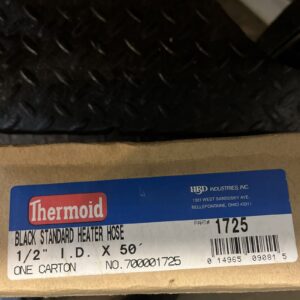 Thermoid
HBD INDUSTRIES, INC.
1301 WEST SANDUSKY AVE.
BELLEFONTAINE, OHIO 43311
BLACK STANDARD HEATER HOSE
PART# 1725
1/2" I.D. X 50'
ONE CARTON NO. 700001725
0 14965 09081 5